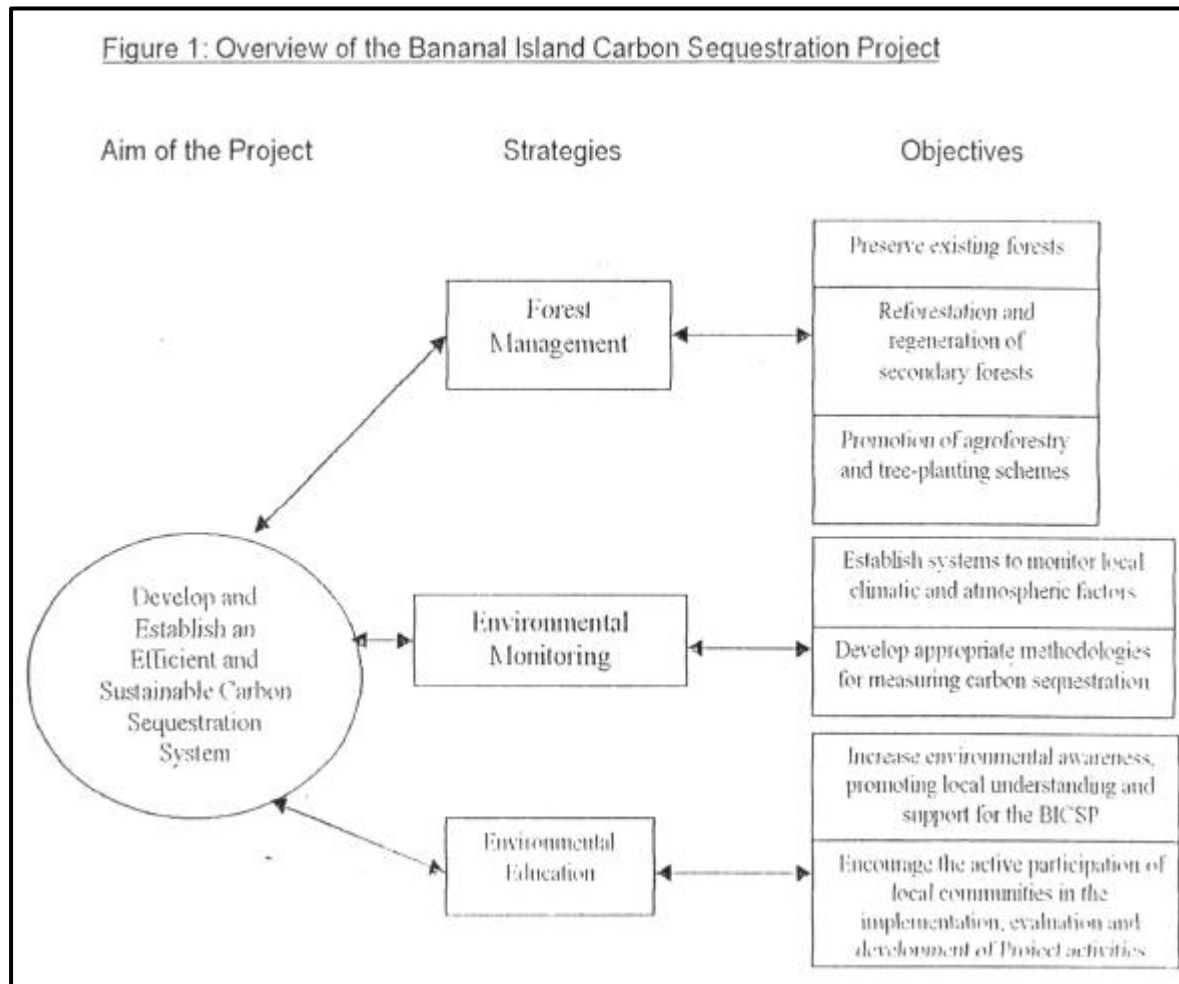 Figure 1: Overview of the Bananal Island Carbon Sequestration Project
Aim of the Project
Strategies
Objectives
Develop and
Establish an
Efficient and
Sustainable Carbon
Sequestration
System
Forest
Management
Preserve existing forests
Reforestation and
regeneration of
secondary forests
Promotion of agroforestry
and tree-planting schemes
Environmental
Monitoring
Establish systems to monitor local
climatic and atmospheric factors
Develop appropriate methodologies
for measuring carbon sequestration
Environmental
Education
Increase environmental awareness,
promoting local understanding and
support for the BICSP
Encourage the active participation of
local communities in the
implementation, evaluation and
development of Project activities